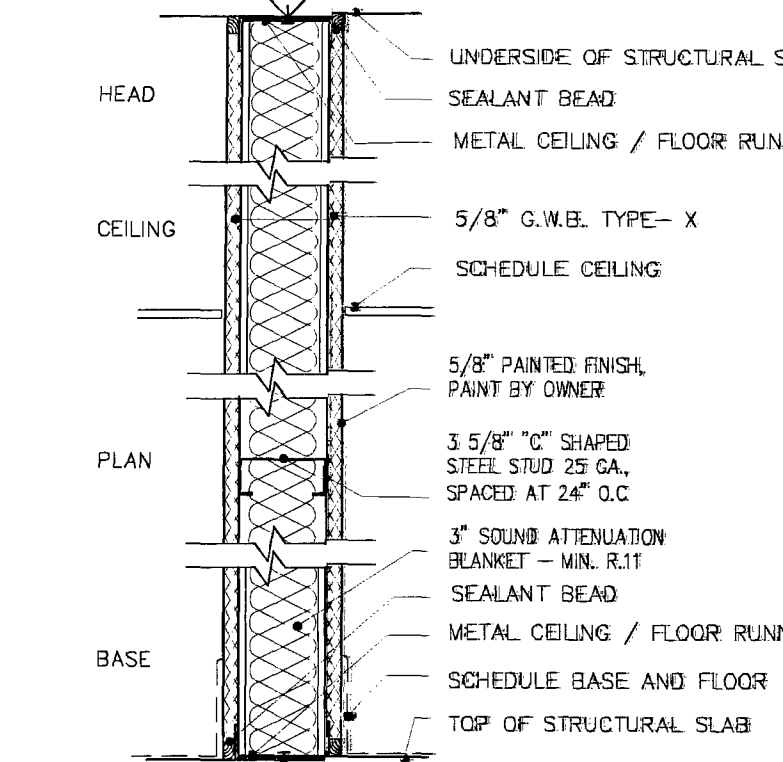 UNDERSIDE OF STRUCTURAL S
HEAD
SEALANT BEAD
METAL CEILING / FLOOR RUN
CEILING
5/8" G.W.B. TYPE- X
SCHEDULE CEILING
5/8" PAINTED FINISH,
PAINT BY OWNER
PLAN
3 5/8" "C" SHAPED
STEEL STUD 25 GA.,
SPACED AT 24" O.C
3" SOUND ATTENUATION
BLANKET – MIN. R.11
SEALANT BEAD
METAL CEILING / FLOOR RUNN
BASE
SCHEDULE BASE AND FLOOR
TOP OF STRUCTURAL SLAB